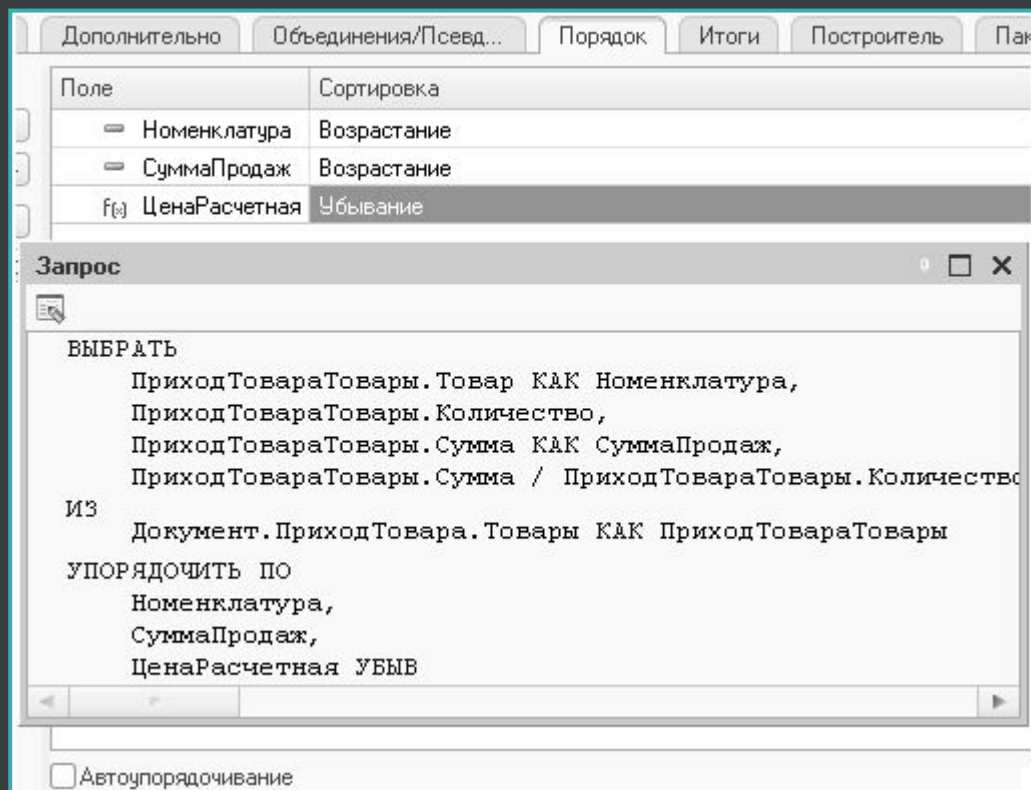 Дополнительно Объединения/Псевд... Порядок Итоги Построитель Пак
Поле Сортировка
Номенклатура Возрастание
СуммаПродаж Возрастание
f(x) ЦенаРасчетная Убывание
Запрос
ВЫБРАТЬ
ПриходТовараТовары.Товар КАК Номенклатура,
ПриходТовараТовары.Количество,
ПриходТовараТовары.Сумма КАК СуммаПродаж,
ПриходТовараТовары.Сумма / ПриходТовараТовары.Количество
ИЗ
Документ.ПриходТовара.Товары КАК ПриходТовараТовары
УПОРЯДОЧИТЬ ПО
Номенклатура,
СуммаПродаж,
ЦенаРасчетная УБЫВ
Автоупорядочивание